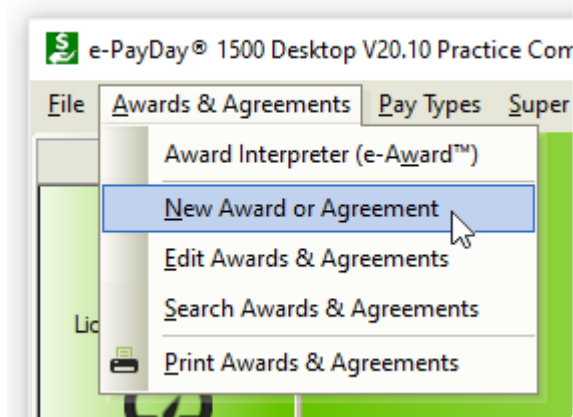 e-PayDay® 1500 Desktop V20.10 Practice Com
File Awards & Agreements Pay Types Super
Award Interpreter (e-Award™)
New Award or Agreement
Edit Awards & Agreements
Search Awards & Agreements
Lic
Print Awards & Agreements